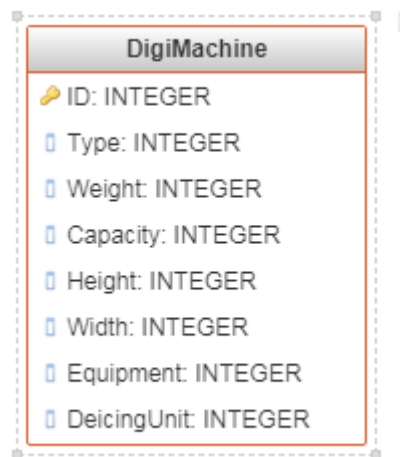 DigiMachine
ID: INTEGER
Type: INTEGER
Weight: INTEGER
Capacity: INTEGER
Height: INTEGER
Width: INTEGER
Equipment: INTEGER
DeicingUnit: INTEGER